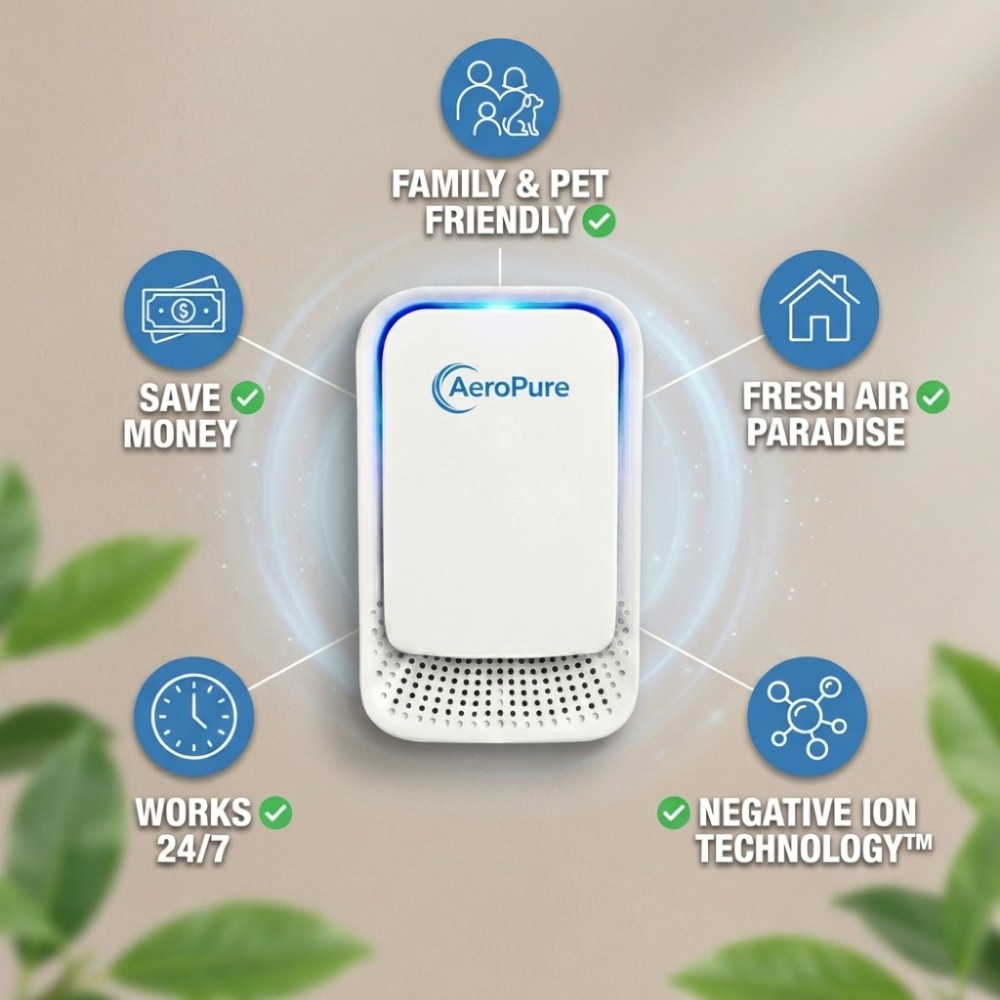 FAMILY & PET
FRIENDLY
SAVE
MONEY
AeroPure
FRESH AIR
PARADISE
WORKS
24/7
NEGATIVE ION
TECHNOLOGY™